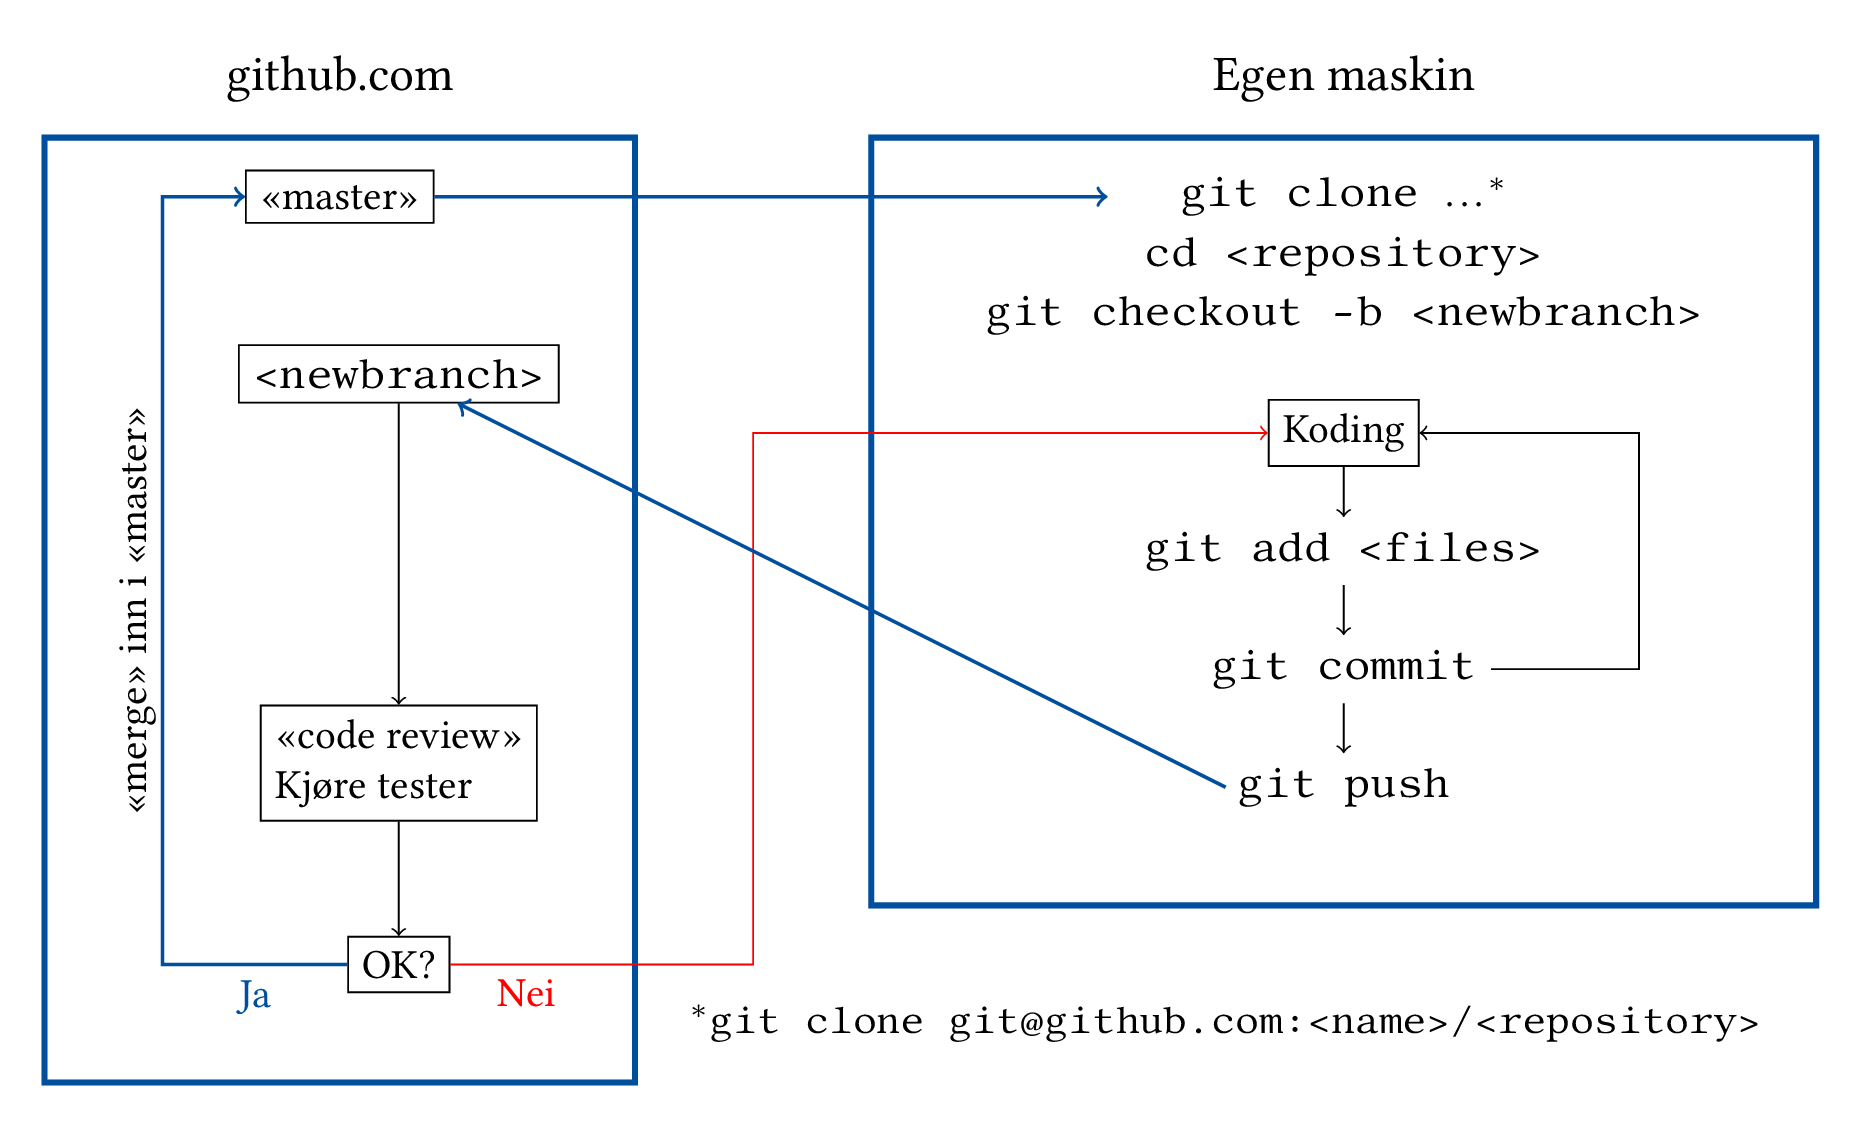 github.com
«master»
<newbranch>
«merge» inn i «master»
«code review»
Kjøre tester
OK?
Ja
Nei
Egen maskin
git clone ...*
cd <repository>
git checkout -b <newbranch>
Koding
git add <files>
git commit
git push
*git clone git@github.com:<name>/<repository>